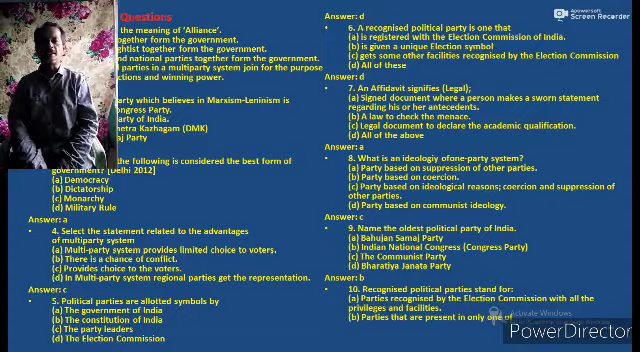 Questions
the meaning of 'Alliance'.
together form the government.
ghtist together form the government.
nd national parties together form the government.
l parties in a multiparty system join for the purpose
ctions and winning power.
arty which believes in Marxism-Leninism is
ongress Party.
arty of India.
netra Kazhagam (DMK)
aj Party
the following is considered the best form of
government? [Delhi 2012]
(a) Democracy
(b) Dictatorship
(c) Monarchy
(d) Military Rule
Answer: a
• 4. Select the statement related to the advantages
of multiparty system
(a) Multi-party system provides limited choice to voters.
(b) There is a chance of conflict.
(c) Provides choice to the voters.
(d) In Multi-party system regional parties get the representation.
Answer: c
• 5. Political parties are allotted symbols by
(a) The government of India
(b) The constitution of India
(c) The party leaders
(d) The Election Commission
Answer: d
• 6. A recognised political party is one that
(a) is registered with the Election Commission of India.
(b) is given a unique Election symbol
(c) gets some other facilities recognised by the Election Commission
(d) All of these
Answer: d
• 7. An Affidavit signifies (Legal);
(a) Signed document where a person makes a sworn statement
regarding his or her antecedents.
(b) A law to check the menace.
(c) Legal document to declare the academic qualification.
(d) All of the above
Answer: a
• 8. What is an ideologiy ofone-party system?
(a) Party based on suppression of other parties.
(b) Party based on coercion.
(c) Party based on ideological reasons; coercion and suppression of
other parties.
(d) Party based on communist ideology.
Answer: c
• 9. Name the oldest political party of India.
(a) Bahujan Samaj Party
(b) Indian National Congress (Congress Party)
(c) The Communist Party
(d) Bharatiya Janata Party
Answer: b
• 10. Recognised political parties stand for:
(a) Parties recognised by the Election Commission with all the
privileges and facilities.
(b) Parties that are present in only one of
Apowersoft
Screen Recorder
Activate Windows
PowerDirector